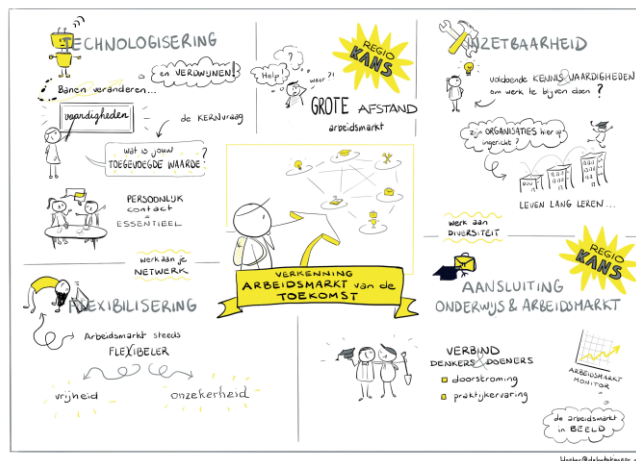 TECHNOLOGISERING
en VERDWIJNEN!
Banen veranderen...
vaardigheden
de KERNvraag
wat is jouw
TOEGEVOEGDE WAARDE?
PERSOONLIJK
contact
=
ESSENTIEEL
werk aan je
NETWERK
REGIO
KANS
Help!
?
waar?!
GROTE AFSTAND
arbeidsmarkt
INZETBAARHEID
voldoende KENNIS & VAARDIGHEDEN
om werk te blijven doen?
zijn ORGANISATIES hier op
ingericht?
LEVEN LANG LEREN...
werk aan
DIVERSITEIT
VERKENNING
ARBEIDSMARKT van de
TOEKOMST
FLEXIBILISERING
Arbeidsmarkt steeds
FLEXIBELER
vrijheid
onzekerheid
REGIO
KANS
AANSLUITING
ONDERWIJS & ARBEIDSMARKT
VERBIND
DENKERS & DOENERS
doorstroming
praktijkervaring
ARBEIDSMARKT
MONITOR
de arbeidsmarkt
in BEELD